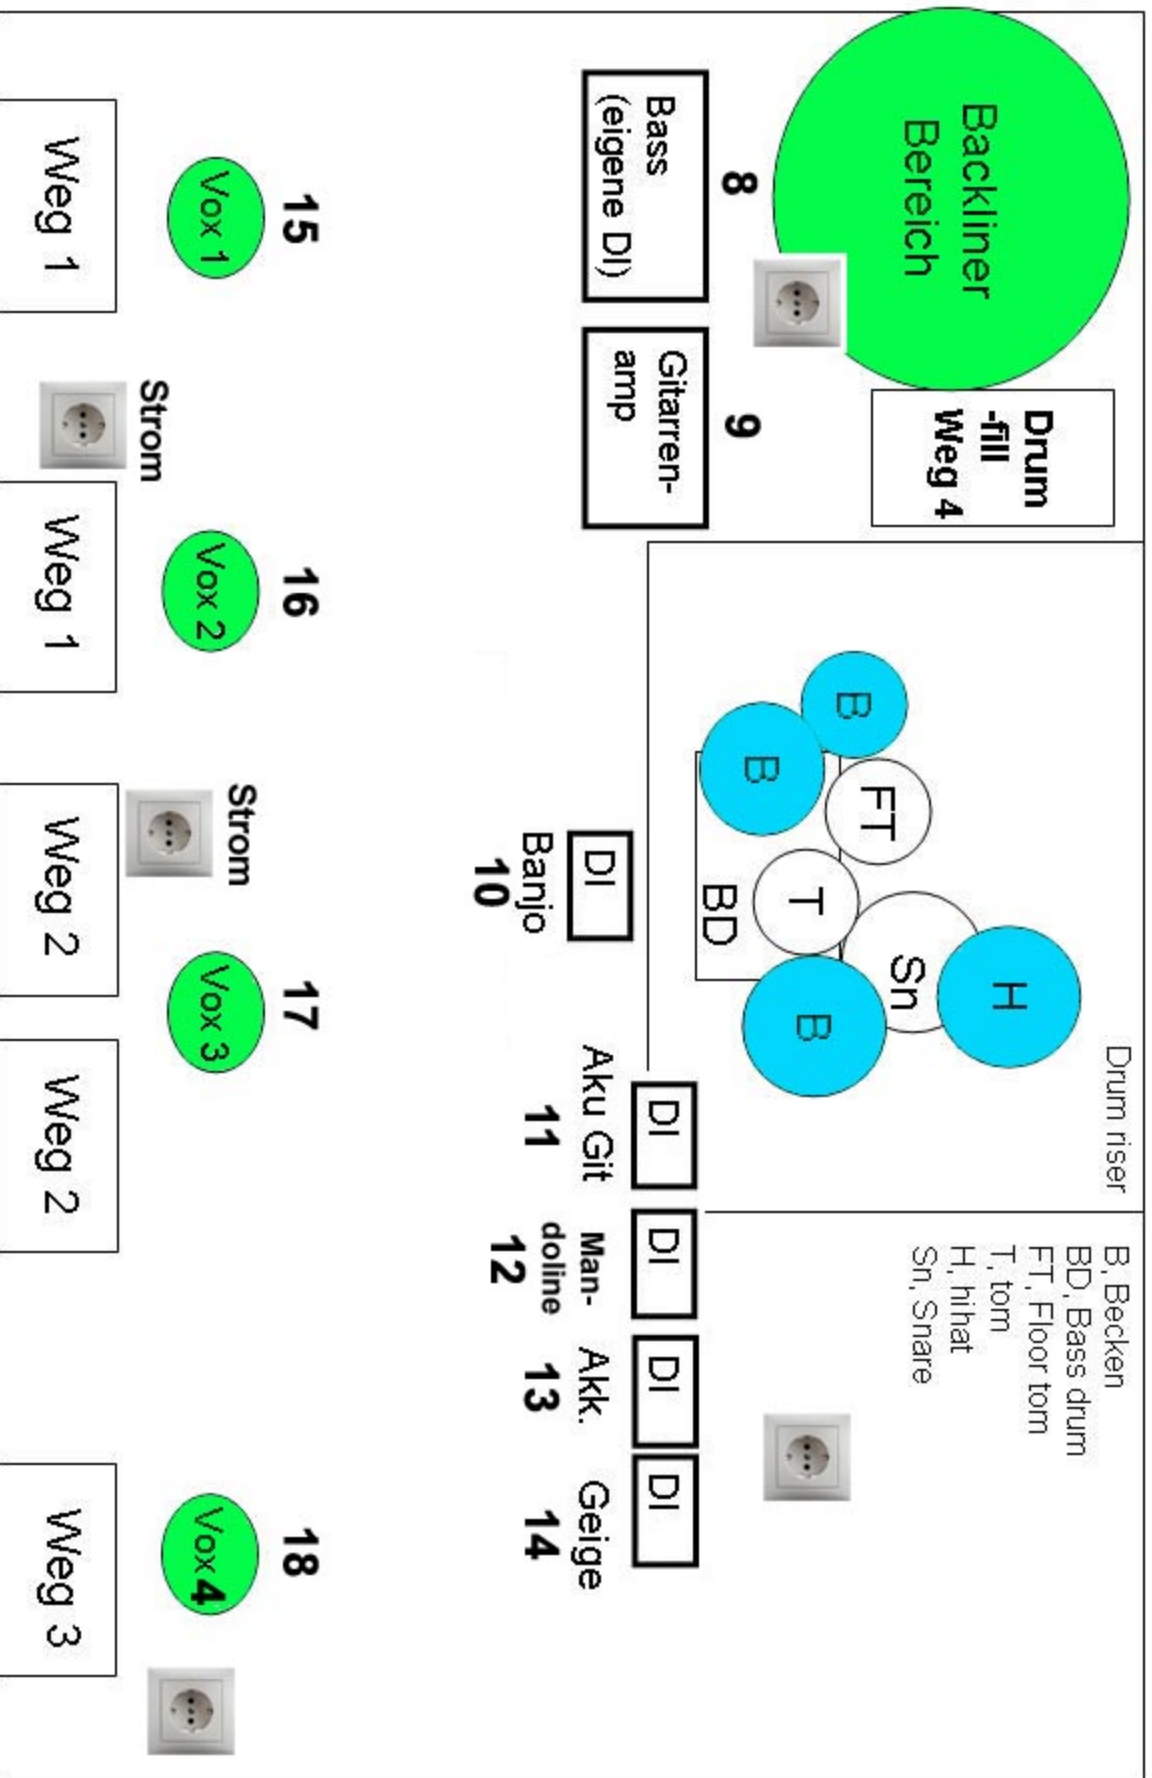 Backliner
Bereich
Drum
-fill
Weg 4
Drum riser
B, Becken
BD, Bass drum
FT, Floor tom
T, tom
H, hihat
Sn, Snare
H
Sn
B
FT
T
B
B
BD
8
Bass
(eigene DI)
9
Gitarren-
amp
DI
Banjo
10
DI
Aku Git
11
DI
Man-
doline
12
DI
Akk.
13
DI
Geige
14
15
Vox 1
16
Vox 2
17
Vox 3
18
Vox 4
Strom
Strom
Weg 1
Weg 1
Weg 2
Weg 2
Weg 3